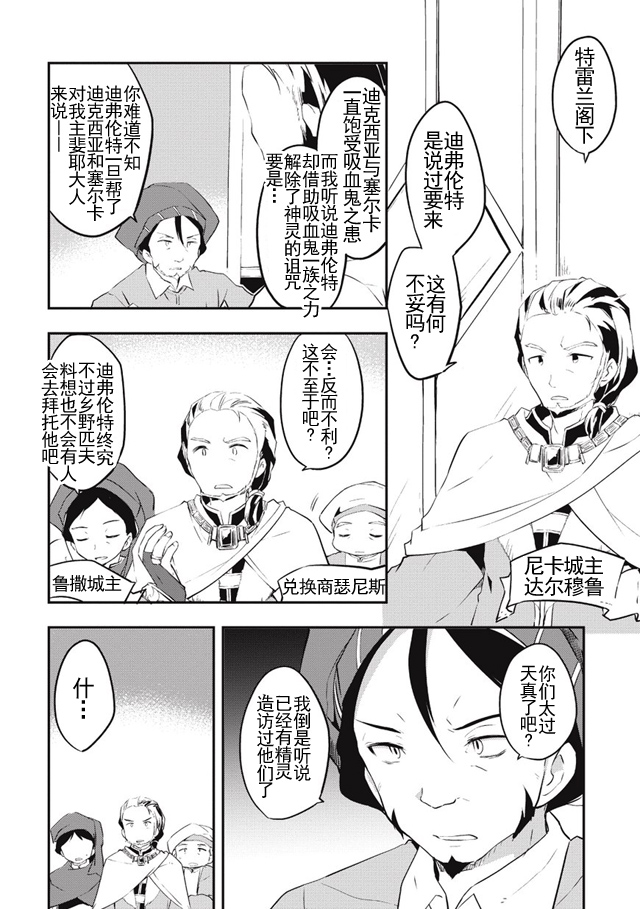 特雷兰阁下
迪弗伦特
是说过要来
这有何
不妥吗？
尼卡城主
达尔穆鲁
迪克西亚与塞尔卡
一直饱受吸血鬼之患
而我听说迪弗伦特
却借助吸血鬼一族之力
解除了神灵的诅咒
要是…
你难道不知
迪弗伦特一旦帮了
迪克西亚和塞尔卡
对我主斐耶大人
来说——
会…反而不利？
这不至于吧？
兑换商瑟尼斯
迪弗伦特终究
不过乡野匹夫
料想也不会有人
会去拜托他吧
鲁撒城主
你们太过
天真了吧？
我倒是听说
已经有精灵
造访过他们了
什…